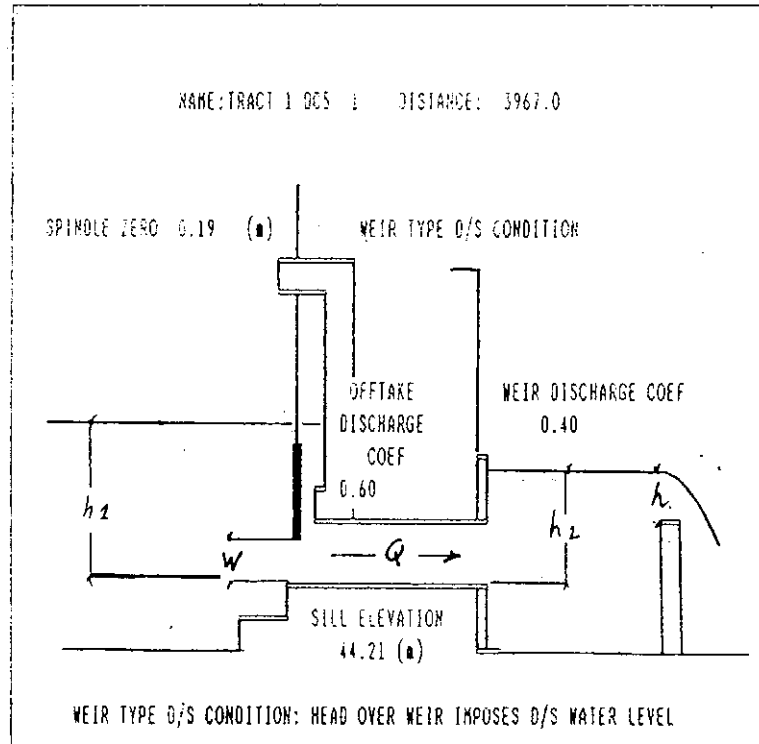 NAME:TRACT 1 DC5 1 DISTANCE: 3967.0
SPINDLE ZERO 0.19 (m) WEIR TYPE D/S CONDITION
OFFTAKE
DISCHARGE
COEF
0.60
WEIR DISCHARGE COEF
0.40
h1
W
Q
h2
h
SILL ELEVATION
44.21 (m)
WEIR TYPE D/S CONDITION: HEAD OVER WEIR IMPOSES D/S WATER LEVEL